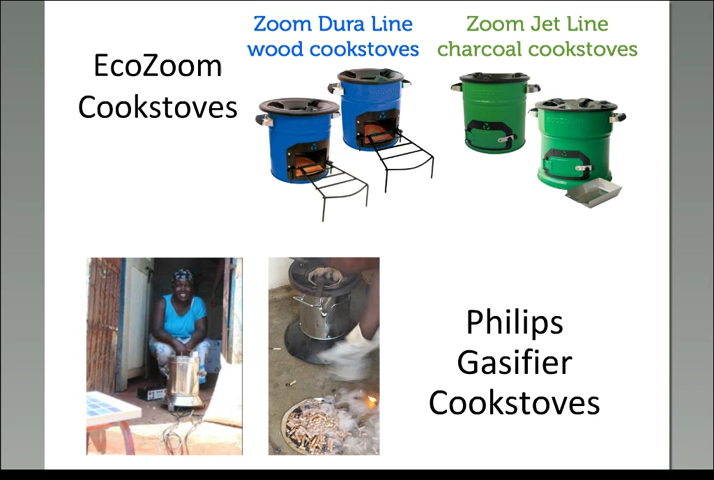 EcoZoom
Cookstoves
Zoom Dura Line
wood cookstoves
Zoom Jet Line
charcoal cookstoves
Philips
Gasifier
Cookstoves